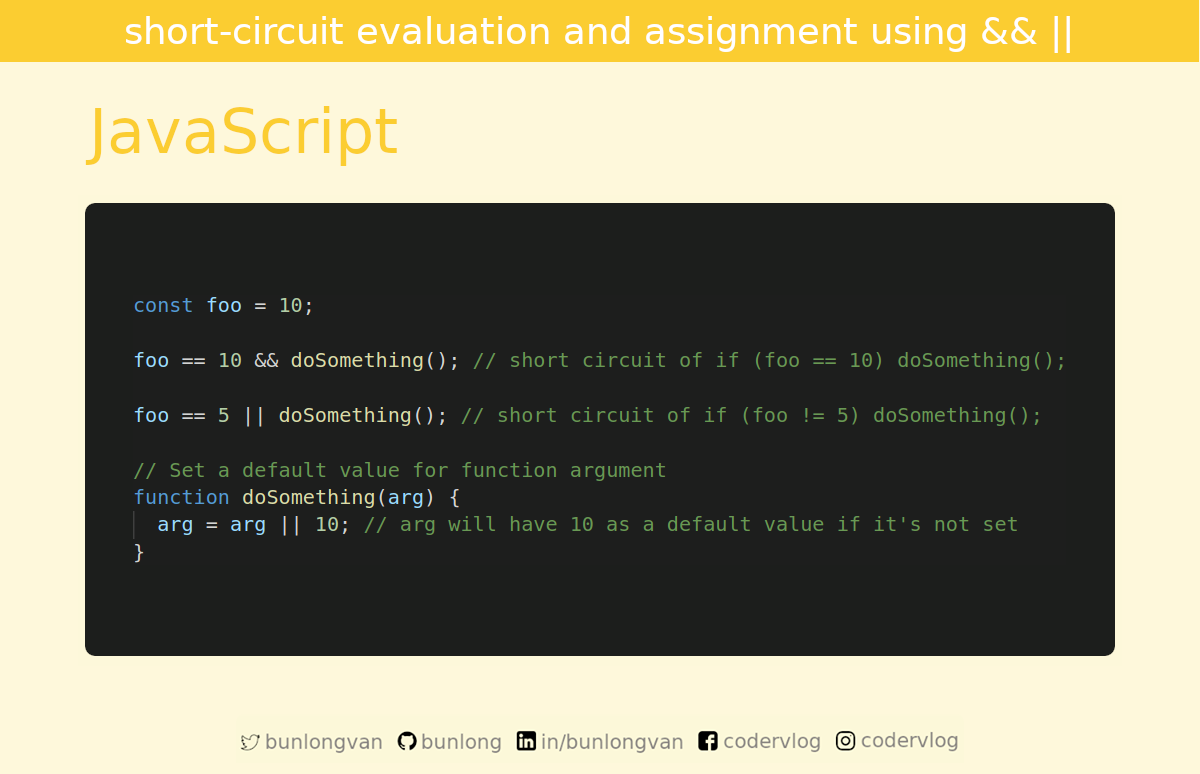 short-circuit evaluation and assignment using && ||
JavaScript
const foo = 10;
foo == 10 && doSomething(); // short circuit of if (foo == 10) doSomething();
foo == 5 || doSomething(); // short circuit of if (foo != 5) doSomething();
// Set a default value for function argument
function doSomething(arg) {
  arg = arg || 10; // arg will have 10 as a default value if it's not set
}
bunlongvan bunlong in/bunlongvan codervlog codervlog